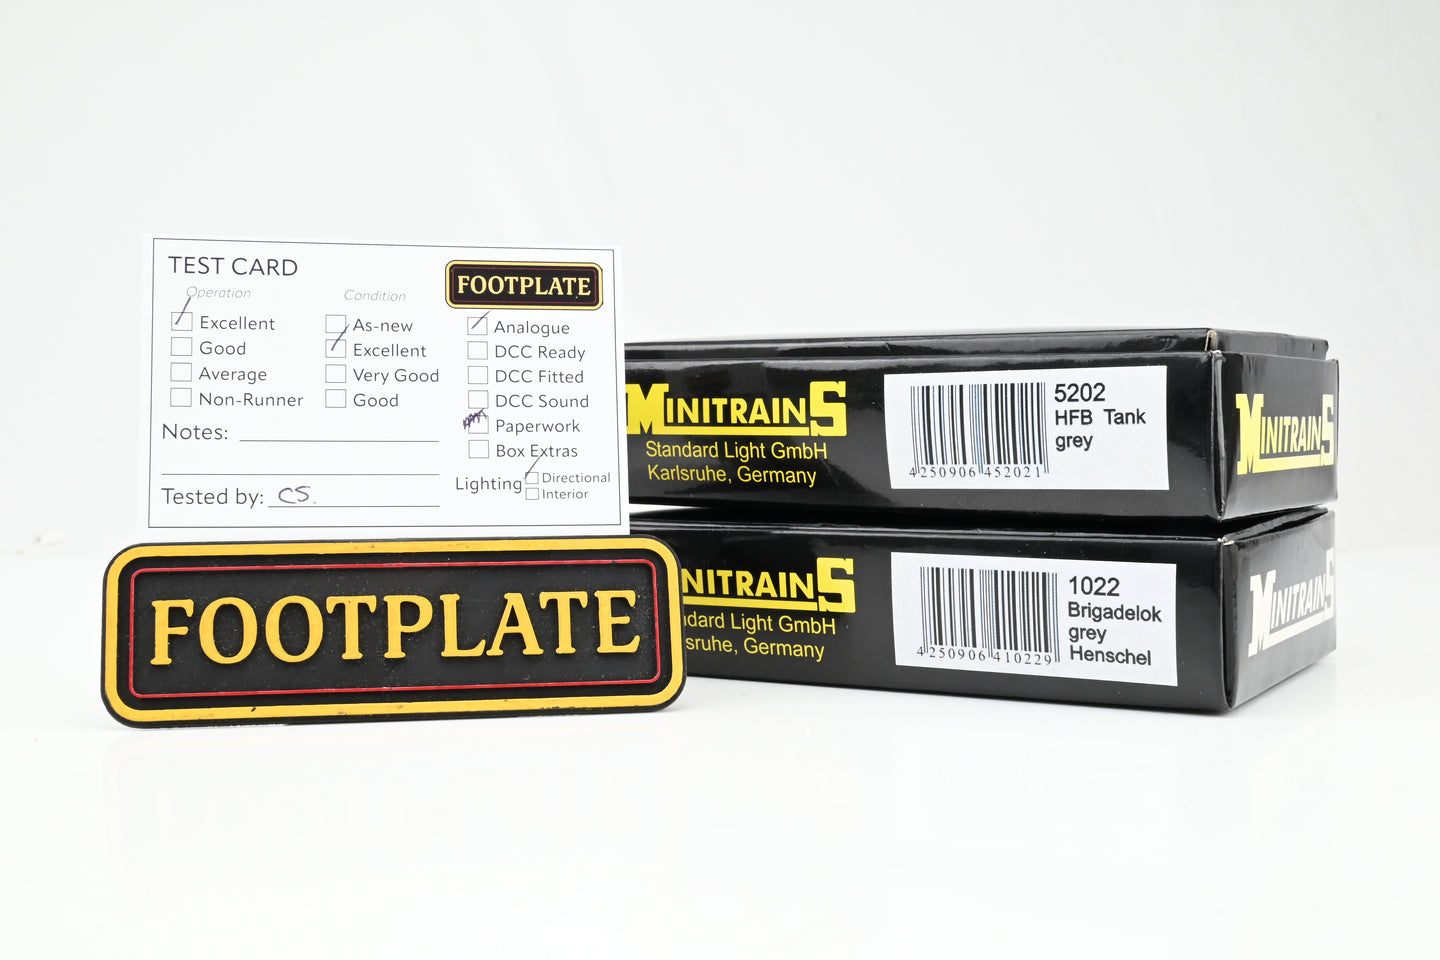 TEST CARD
FOOTPLATE
Operation
Excellent
Good
Average
Non-Runner
Condition
As-new
Excellent
Very Good
Good
Analogue
DCC Ready
DCC Fitted
DCC Sound
Paperwork
Box Extras
Lighting
Directional
Interior
Notes:
Tested by: CS.
FOOTPLATE
MINITRAINS
Standard Light GmbH
Karlsruhe, Germany
5202
HFB Tank
grey
4 250906 452021
MINITRAINS
NITRAINS
ndard Light GmbH
sruhe, Germany
1022
Brigadelok
grey
Henschel
4 250906 410229
MINITRAINS